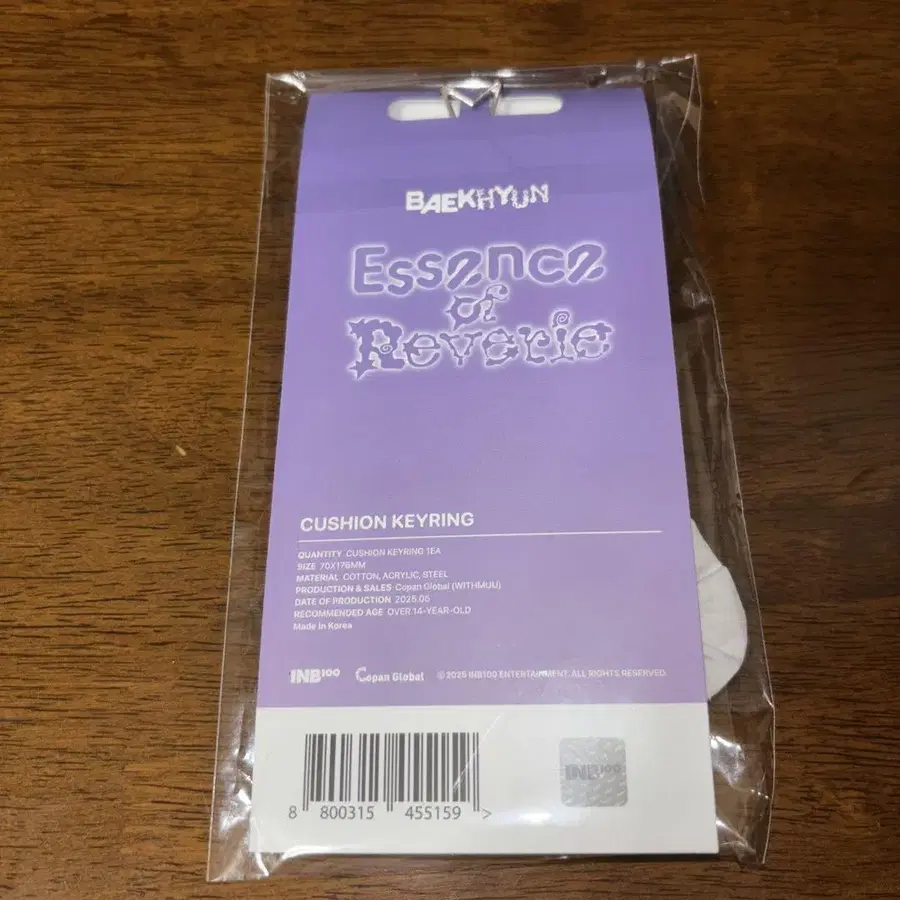 BAEKHYUN
Essence
of
Reverie
CUSHION KEYRING
QUANTITY CUSHION KEYRING 1EA
SIZE 70X176MM
MATERIAL COTTON, ACRYLIC, STEEL
PRODUCTION & SALES Copan Global (WITHMUU)
DATE OF PRODUCTION 2025.05
RECOMMENDED AGE OVER 14-YEAR-OLD
Made in Korea
INB100 Copan Global © 2025 INB100 ENTERTAINMENT. ALL RIGHTS RESERVED.
INB100
8 800315 455159 >